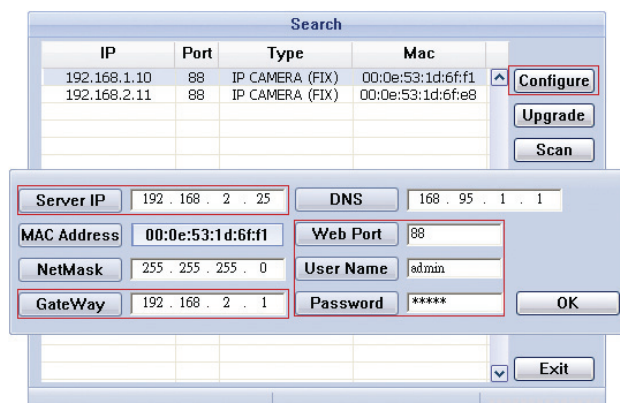 Search
IP Port Type Mac
192.168.1.10 88 IP CAMERA (FIX) 00:0e:53:1d:6f:f1
192.168.2.11 88 IP CAMERA (FIX) 00:0e:53:1d:6f:e8
Configure
Upgrade
Scan
Server IP 192 . 168 . 2 . 25 DNS 168 . 95 . 1 . 1
MAC Address 00:0e:53:1d:6f:f1 Web Port 88
NetMask 255 . 255 . 255 . 0 User Name admin
GateWay 192 . 168 . 2 . 1 Password ***** OK
Exit